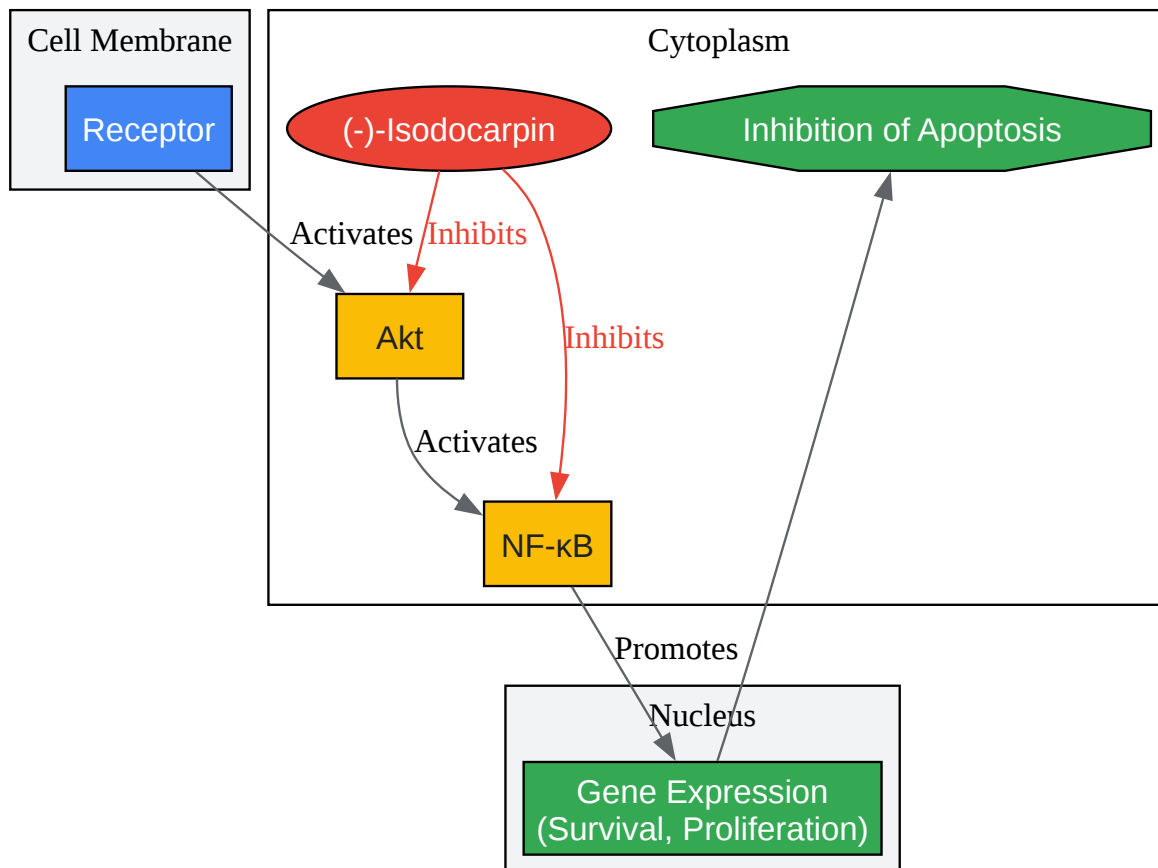 Cell Membrane
Cytoplasm
Receptor
(-)-Isodocarpin
Inhibition of Apoptosis
Activates
Inhibits
Akt
Inhibits
Activates
NF-κB
Promotes
Nucleus
Gene Expression
(Survival, Proliferation)